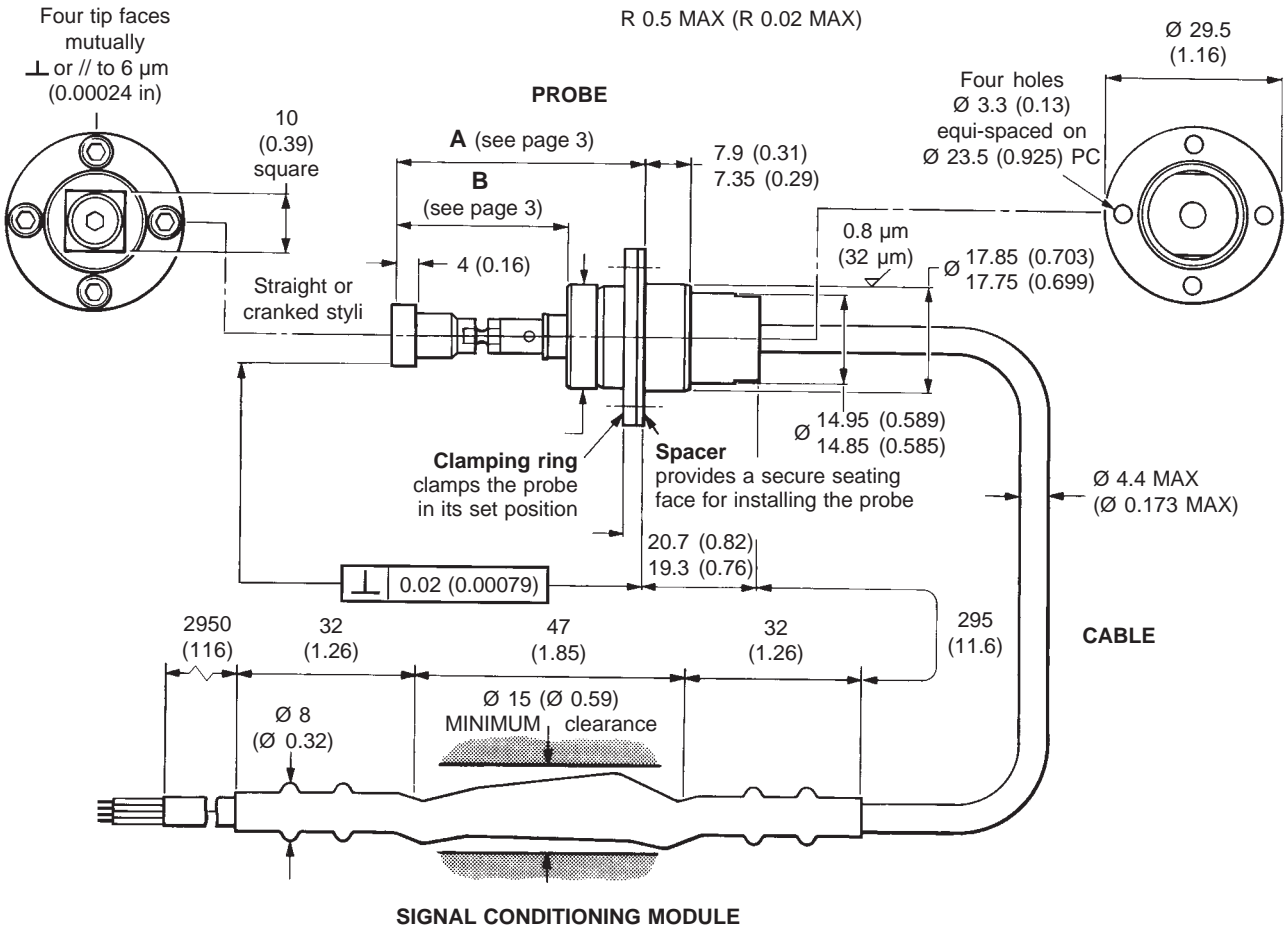 R 0.5 MAX (R 0.02 MAX)
Four tip faces
mutually
⊥ or // to 6 µm
(0.00024 in)
10
(0.39)
square
PROBE
A (see page 3)
B
(see page 3)
4 (0.16)
7.9 (0.31)
7.35 (0.29)
Four holes
Ø 3.3 (0.13)
equi-spaced on
Ø 23.5 (0.925) PC
Ø 29.5
(1.16)
0.8 µm
(32 µm)
Ø 17.85 (0.703)
17.75 (0.699)
Straight or
cranked styli
Ø 14.95 (0.589)
14.85 (0.585)
Clamping ring
clamps the probe
in its set position
Spacer
provides a secure seating
face for installing the probe
Ø 4.4 MAX
(Ø 0.173 MAX)
20.7 (0.82)
19.3 (0.76)
⊥ 0.02 (0.00079)
2950
(116)
32
(1.26)
47
(1.85)
32
(1.26)
295
(11.6)
CABLE
Ø 15 (Ø 0.59)
MINIMUM clearance
Ø 8
(Ø 0.32)
SIGNAL CONDITIONING MODULE